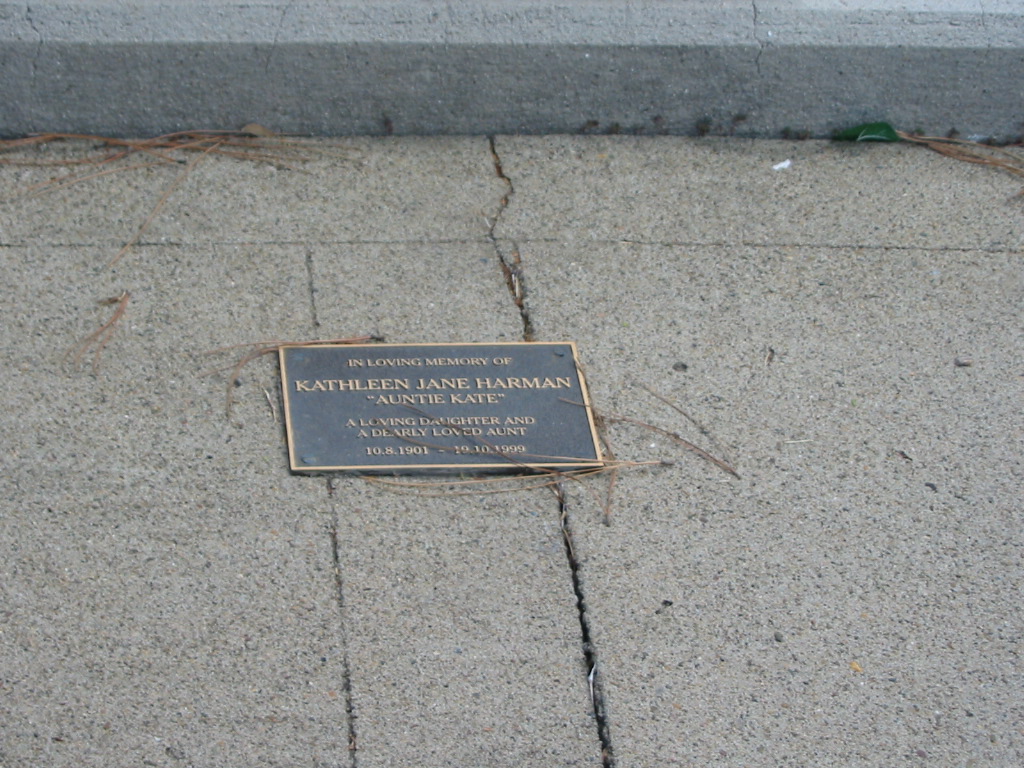 IN LOVING MEMORY OF
KATHLEEN JANE HARMAN
"AUNTIE KATE"
A LOVING DAUGHTER AND
A DEARLY LOVED AUNT
10.8.1901 - 19.10.1999